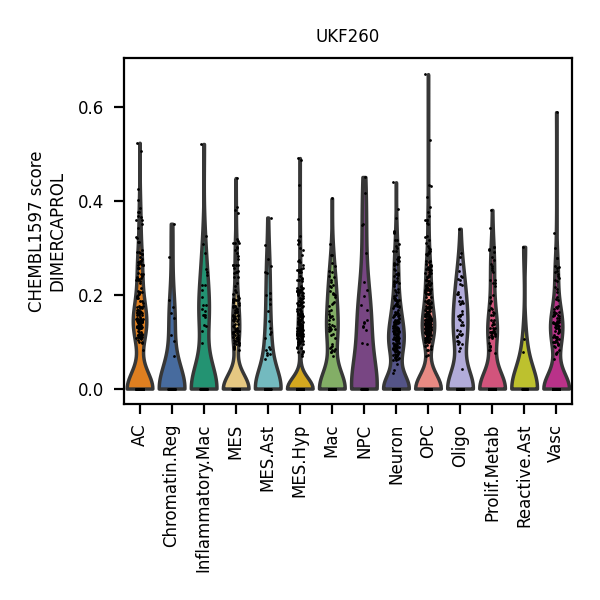 UKF260
CHEMBL1597 score
DIMERCAPROL
0.6
0.4
0.2
0.0
AC
Chromatin.Reg
Inflammatory.Mac
MES
MES.Ast
MES.Hyp
Mac
NPC
Neuron
OPC
Oligo
Prolif.Metab
Reactive.Ast
Vasc